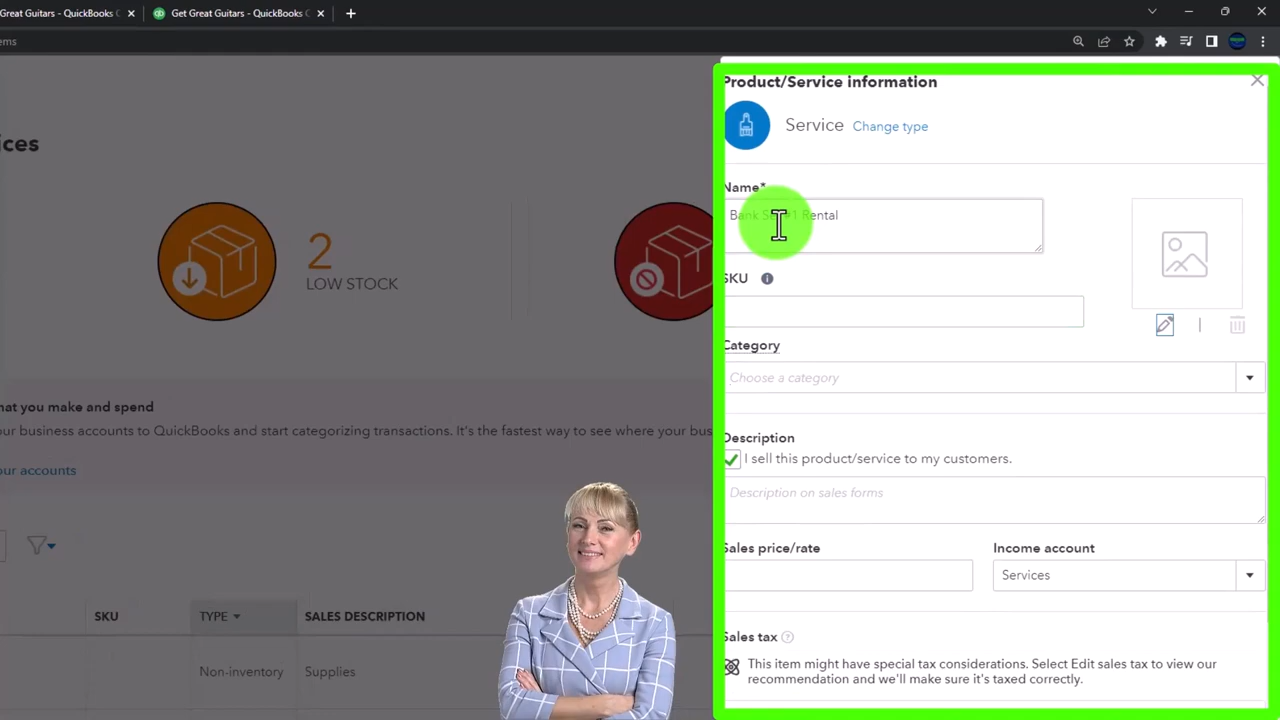 Great Guitars - QuickBooks C
Get Great Guitars - QuickBooks C
ems
Product/Service information
Service Change type
ices
Name*
Bank S #1 Rental
2
LOW STOCK
SKU
Category
Choose a category
hat you make and spend
our business accounts to QuickBooks and start categorizing transactions. It's the fastest way to see where your bus
Description
I sell this product/service to my customers.
our accounts
Description on sales forms
Sales price/rate Income account
Services
SKU TYPE SALES DESCRIPTION
Sales tax
This item might have special tax considerations. Select Edit sales tax to view our
recommendation and we'll make sure it's taxed correctly.
Non-inventory Supplies